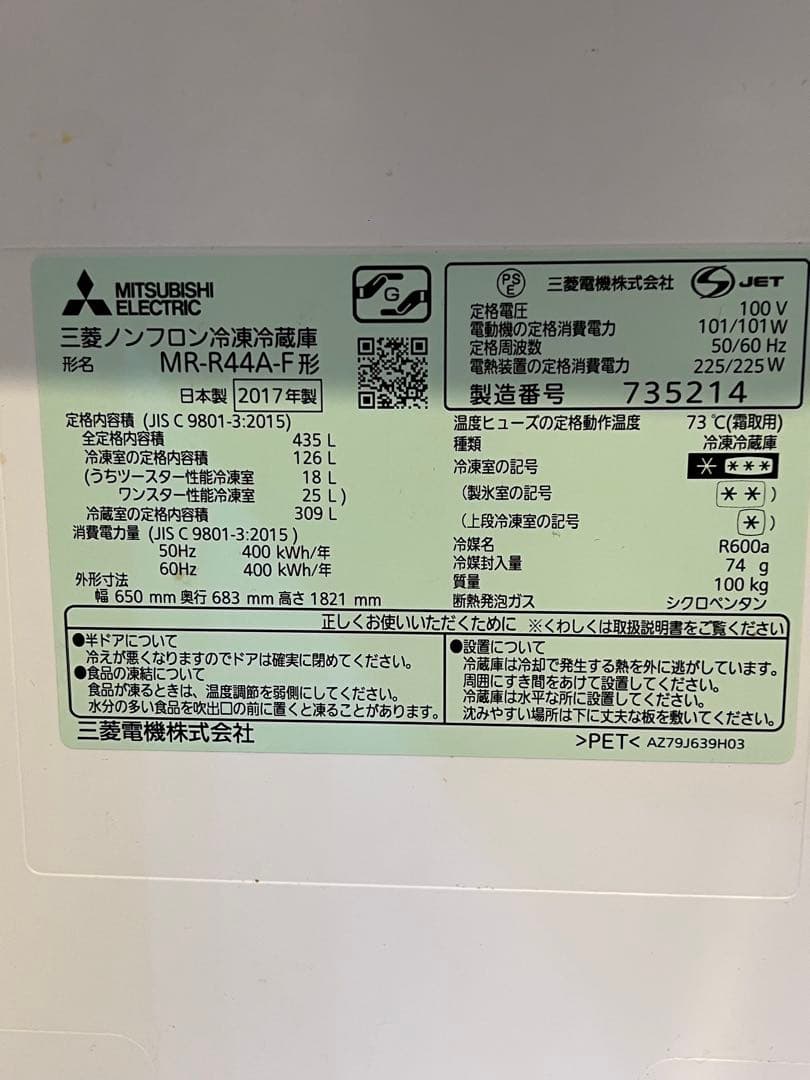 MITSUBISHI
ELECTRIC
G
三菱ノンフロン冷凍冷蔵庫
形名 MR-R44A-F形
日本製 2017年製
定格内容積 (JIS C 9801-3:2015)
全定格内容積 435 L
冷凍室の定格内容積 126 L
(うちツースター性能冷凍室 18 L
ワンスター性能冷凍室 25 L)
冷蔵室の定格内容積 309 L
消費電力量 (JIS C 9801-3:2015)
50Hz 400 kWh/年
60Hz 400 kWh/年
外形寸法
幅 650 mm 奥行 683 mm 高さ 1821 mm
PSE 三菱電機株式会社 JET
定格電圧 100 V
電動機の定格消費電力 101/101W
定格周波数 50/60 Hz
電熱装置の定格消費電力 225/225W
製造番号 735214
温度ヒューズの定格動作温度 73 ℃(霜取用)
種類 冷凍冷蔵庫
冷凍室の記号 * ***
(製氷室の記号 ** )
(上段冷凍室の記号 * )
冷媒名 R600a
冷媒封入量 74 g
質量 100 kg
断熱発泡ガス シクロペンタン
正しくお使いいただくために ※くわしくは取扱説明書をご覧ください
●半ドアについて
冷えが悪くなりますのでドアは確実に閉めてください。
●食品の凍結について
食品が凍るときは、温度調節を弱側にしてください。
水分の多い食品を吹出口の前に置くと凍ることがあります。
●設置について
冷蔵庫は冷却で発生する熱を外に逃がしています。
周囲にすき間をあけて設置してください。
冷蔵庫は水平な所に設置してください。
沈みやすい場所は下に丈夫な板を敷いてください。
三菱電機株式会社
>PET< AZ79J639H03